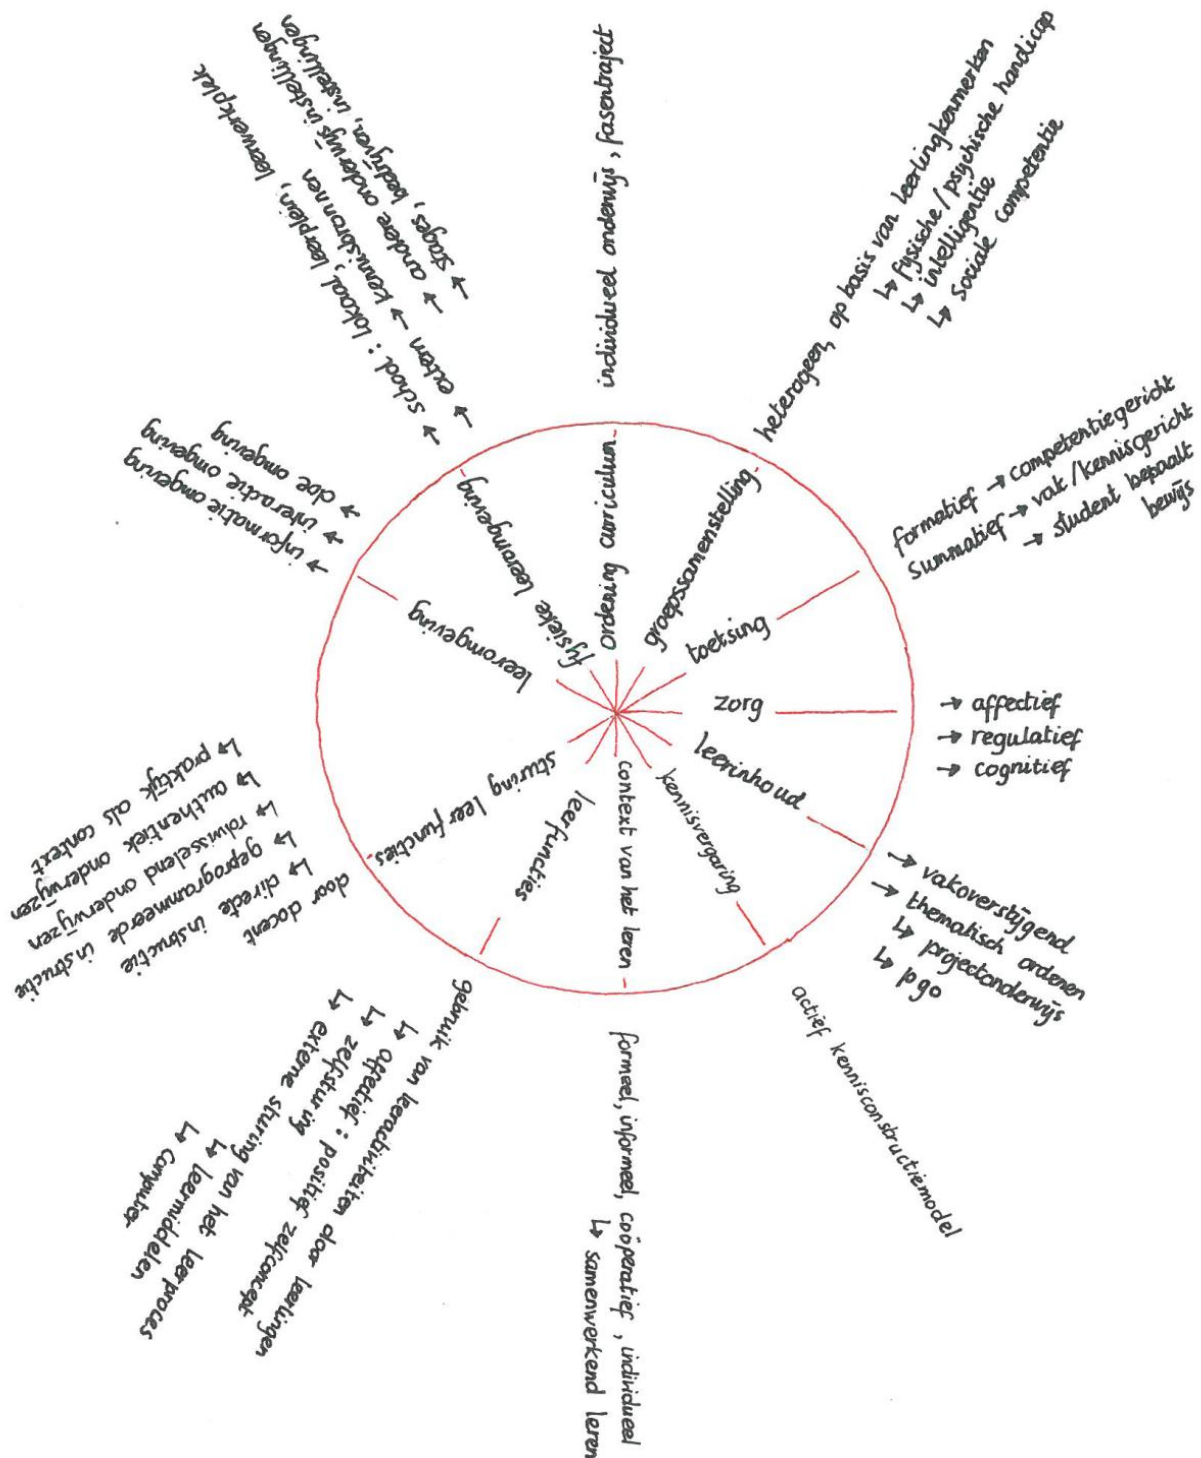 ordening curriculum
individueel onderwijs, fasentraject
groepssamenstelling
heterogeen, op basis van leerlingkenmerken
↳ fysische / psychische handicap
↳ intelligentie
↳ sociale competentie
toetsing
formatief → competentiegericht
summatief → vak / kennisgericht
→ student bepaalt
bewijs
zorg
→ affectief
→ regulatief
→ cognitief
leerinhoud
→ vakoverstijgend
→ thematisch ordenen
↳ projectonderwijs
↳ pgo
kennisvergaring
actief kennisconstructiemodel
context van het leren
formeel, informeel, coöperatief, individueel
↳ samenwerkend leren
leerfuncties
gebruik van leeractiviteiten door leerlingen
↳ affectief: positief zelfconcept
↳ zelfsturing
↳ externe sturing van het leerproces
↳ leermiddelen
↳ computer
sturing leerfuncties
door docent
↳ directe instructie
↳ geprogrammeerde instructie
↳ rolwisselend onderwijzen
↳ authentiek onderwijzen
↳ praktijk als context
leeromgeving
→ informatie omgeving
→ interactie omgeving
→ doe omgeving
fysieke leeromgeving
→ school: lokaal, leerplein, leerwerkplek
→ extern → kennisbronnen
→ andere onderwijs instellingen
→ stages, bedrijven, instellingen